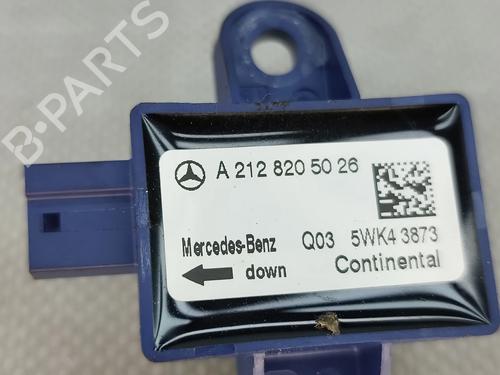 B-PARTS
A 212 820 50 26
Mercedes-Benz Q03 5WK4 3873
down Continental